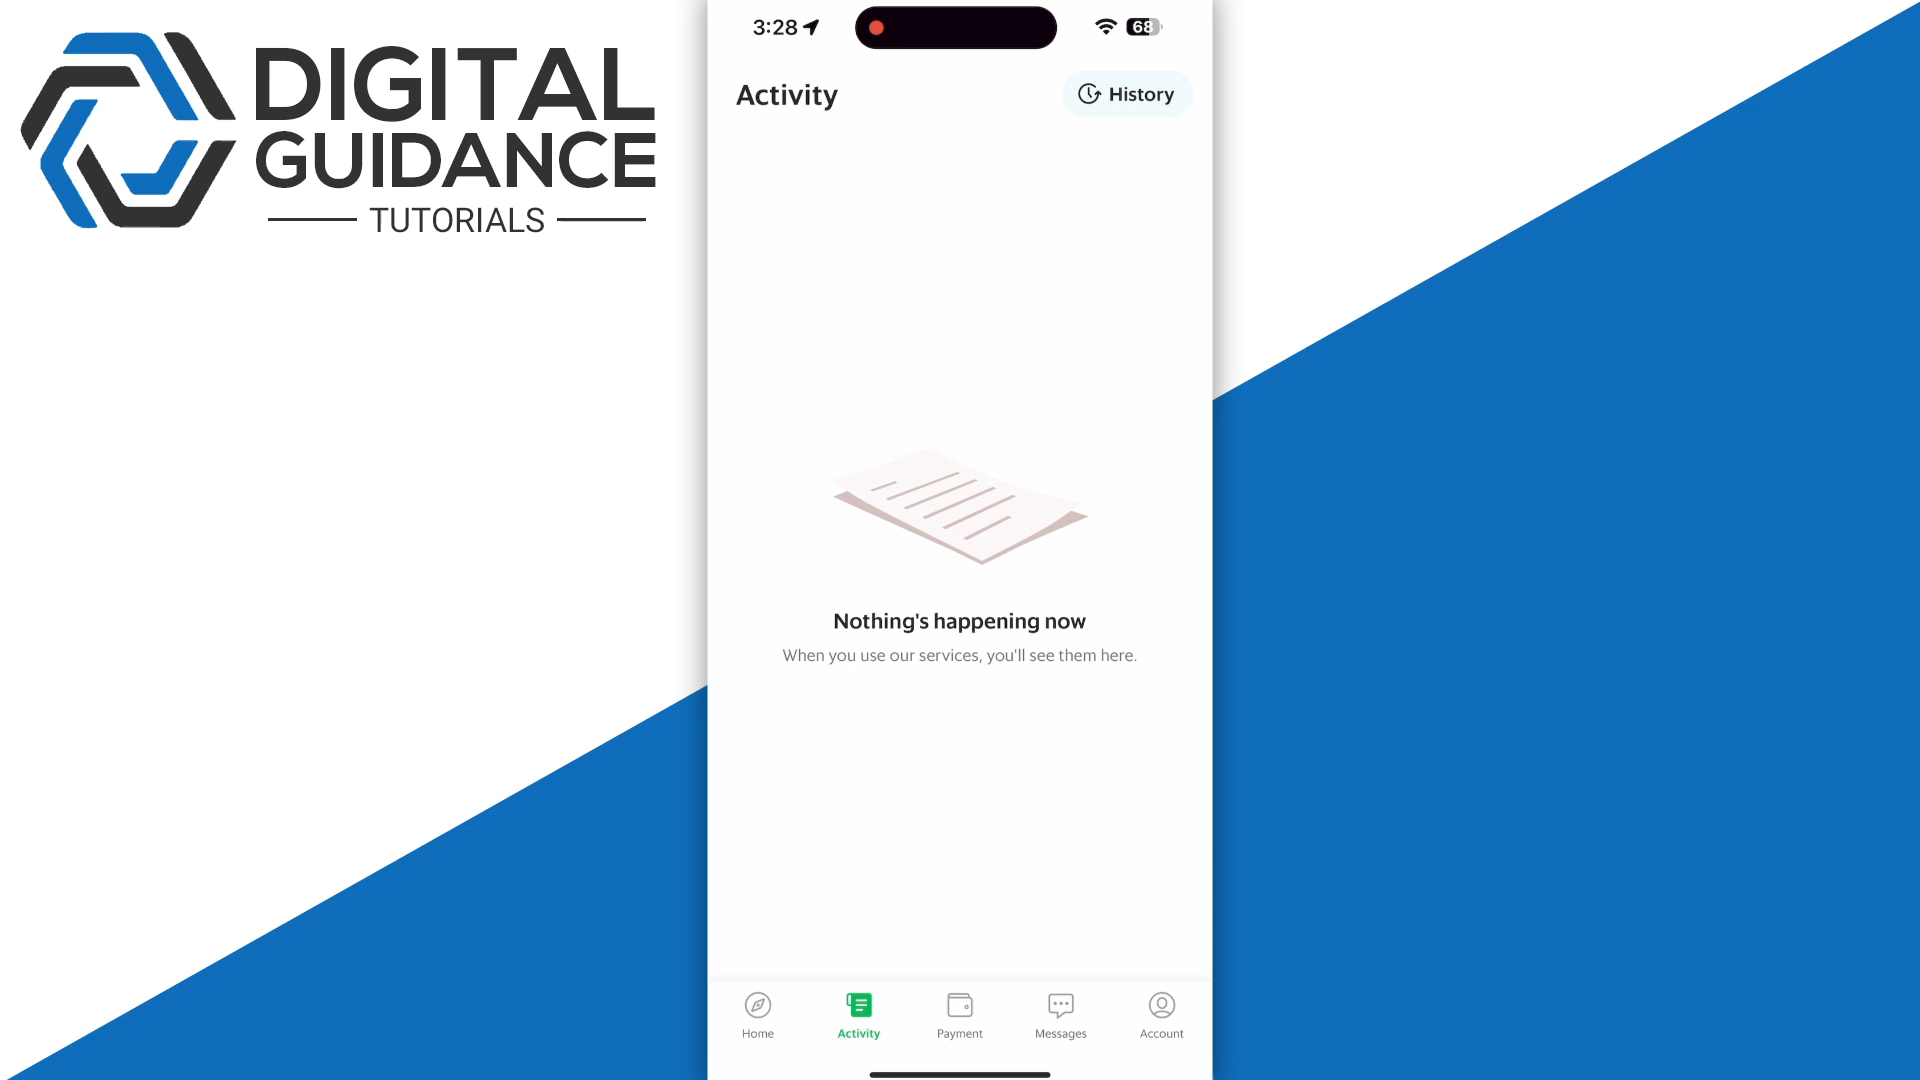 DIGITAL
GUIDANCE
TUTORIALS
3:28
68
Activity
History
Nothing's happening now
When you use our services, you'll see them here.
Home
Activity
Payment
Messages
Account